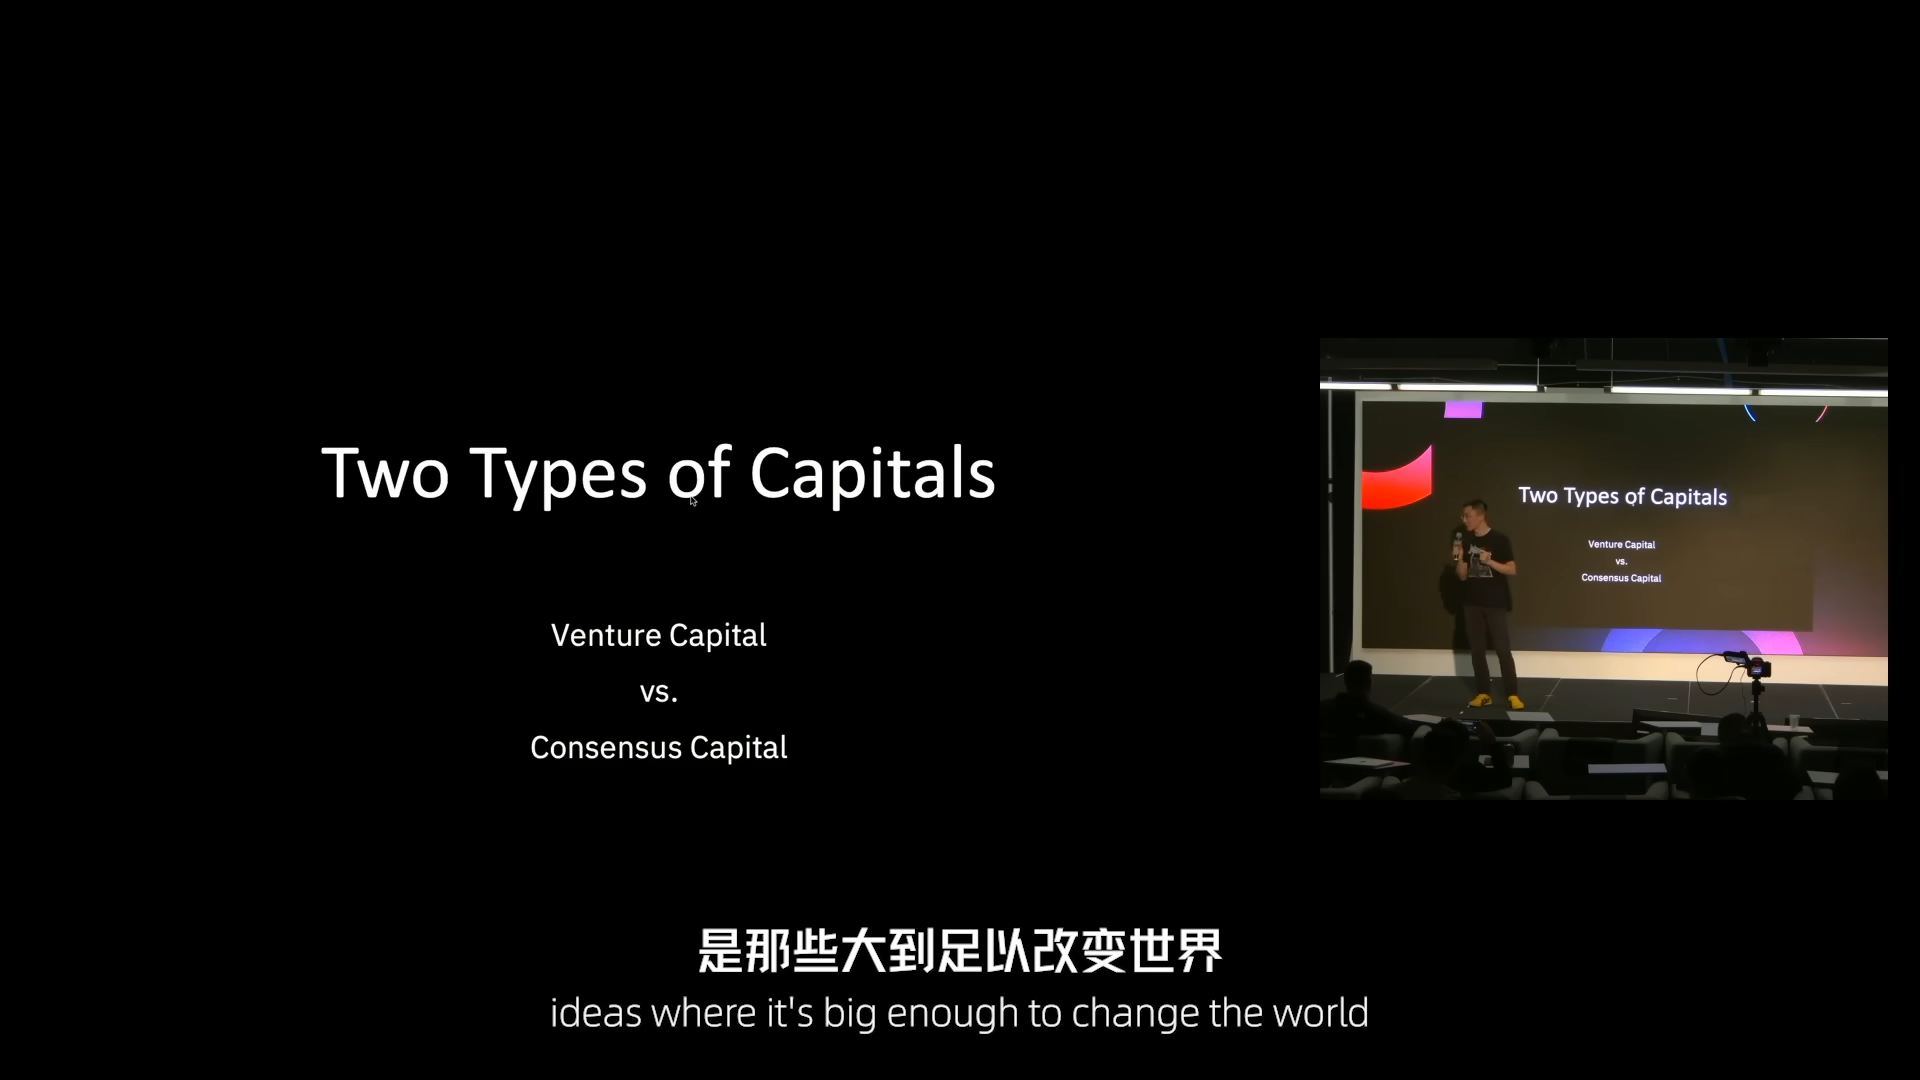 Two Types of Capitals
Venture Capital
vs.
Consensus Capital
Two Types of Capitals
Venture Capital
vs.
Consensus Capital
是那些大到足以改变世界
ideas where it's big enough to change the world